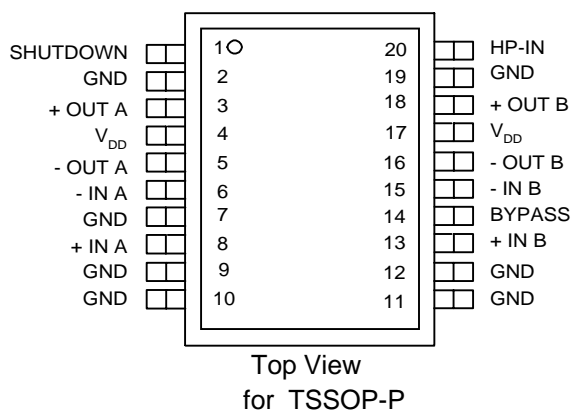 SHUTDOWN 1 20 HP-IN
GND 2 19 GND
+ OUT A 3 18 + OUT B
VDD 4 17 VDD
- OUT A 5 16 - OUT B
- IN A 6 15 - IN B
GND 7 14 BYPASS
+ IN A 8 13 + IN B
GND 9 12 GND
GND 10 11 GND
Top View
for TSSOP-P